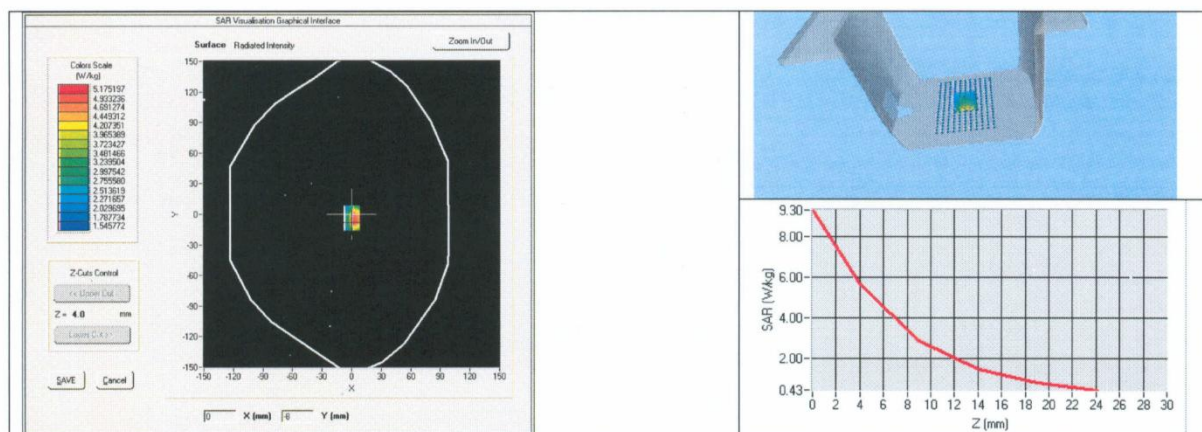 SAR Visualisation Graphical Interface
Surface Radiated Intensity
Zoom In/Out
Colors Scale
(W/kg)
5.175197
4.933236
4.691274
4.449312
4.207351
3.965389
3.723427
3.481466
3.239504
2.997542
2.755580
2.513619
2.271657
2.029695
1.787734
1.545772
Z-Cuts Control
<< Upper Cut
Z = 4.0 mm
Lower Cut >>
SAVE Cancel
150
120
90
60
30
0
-30
-60
-90
-120
-150
Y
-150 -120 -90 -60 -30 0 30 60 90 120 150
X
0 X (mm) -8 Y (mm)
9.30
8.00
6.00
4.00
2.00
0.43
SAR (W/kg)
0 2 4 6 8 10 12 14 16 18 20 22 24 26 28 30
Z (mm)